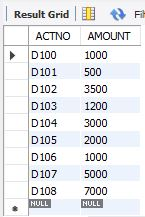 Result Grid Fil
ACTNO AMOUNT
D100 1000
D101 500
D102 3500
D103 1200
D104 3000
D105 2000
D106 1000
D107 5000
D108 7000
NULL NULL